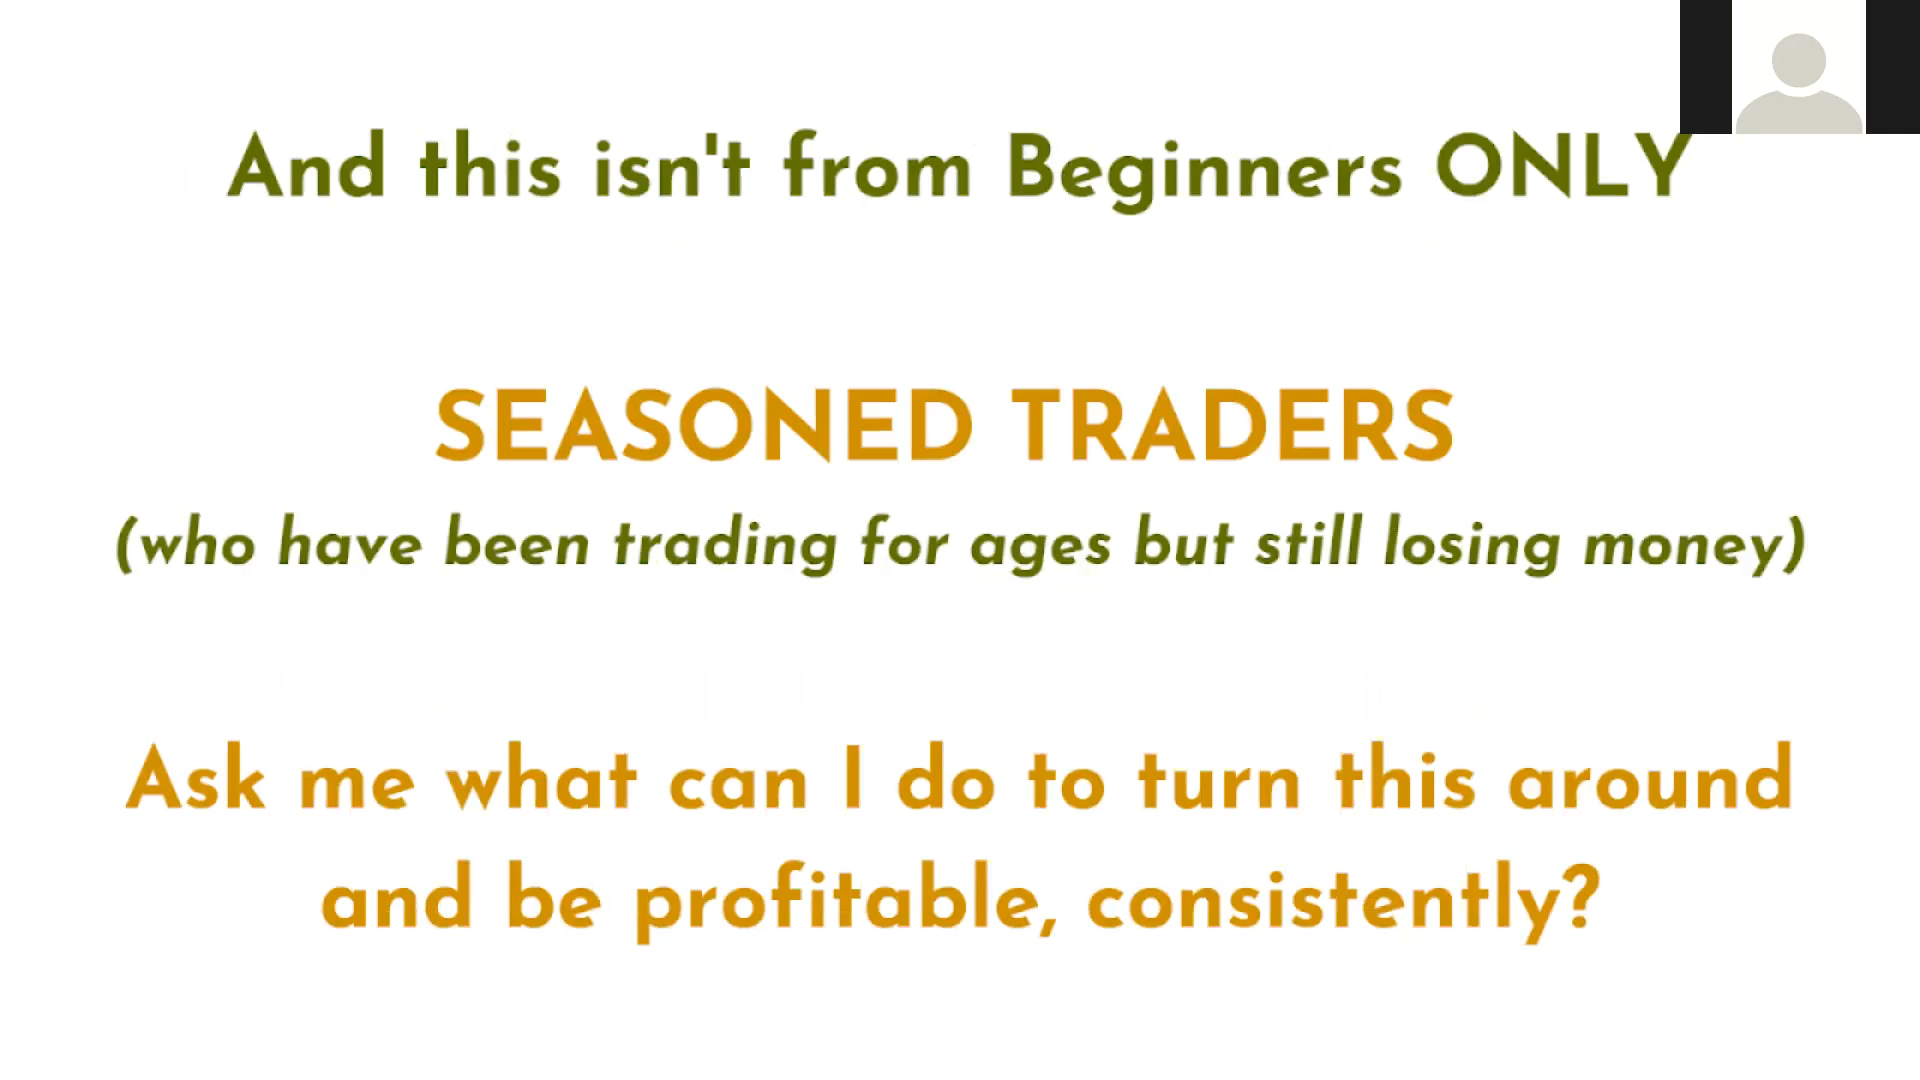 And this isn't from Beginners ONLY
SEASONED TRADERS
(who have been trading for ages but still losing money)
Ask me what can I do to turn this around
and be profitable, consistently?